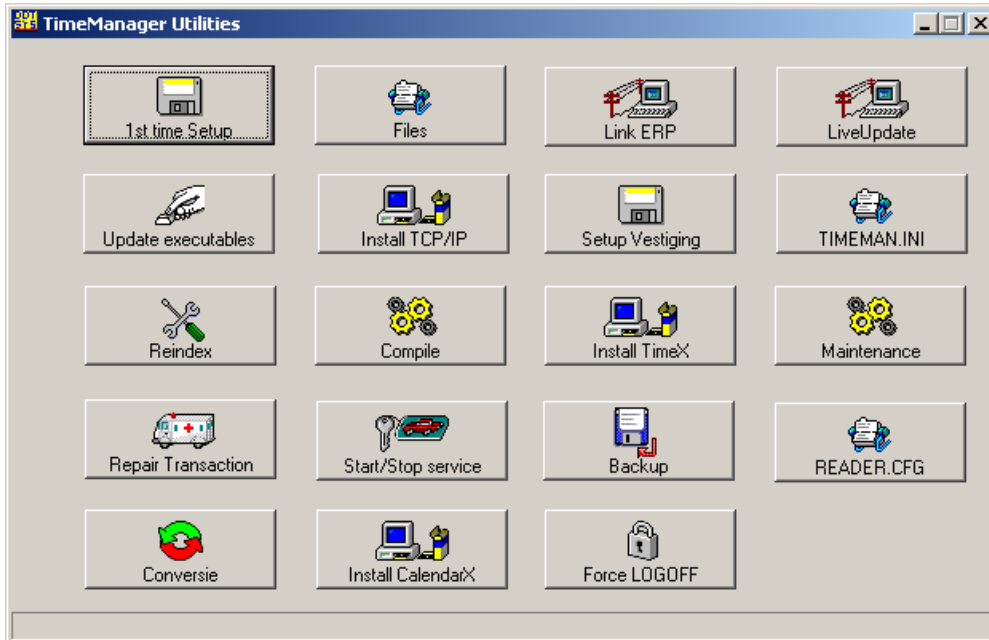 TimeManager Utilities
1st time Setup
Files
Link ERP
LiveUpdate
Update executables
Install TCP/IP
Setup Vestiging
TIMEMAN.INI
Reindex
Compile
Install TimeX
Maintenance
Repair Transaction
Start/Stop service
Backup
READER.CFG
Conversie
Install CalendarX
Force LOGOFF